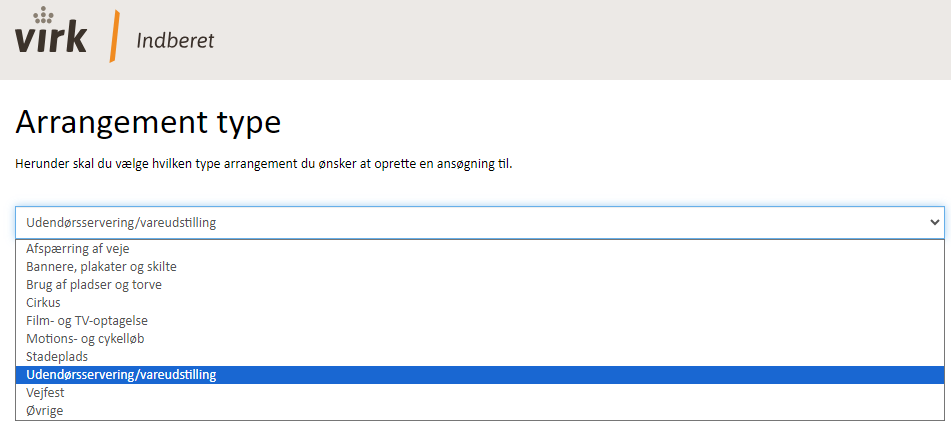 virk
Indberet
Arrangement type
Herunder skal du vælge hvilken type arrangement du ønsker at oprette en ansøgning til.
Udendørsservering/vareudstilling
Afspærring af veje
Bannere, plakater og skilte
Brug af pladser og torve
Cirkus
Film- og TV-optagelse
Motions- og cykelløb
Stadeplads
Udendørsservering/vareudstilling
Vejfest
Øvrige